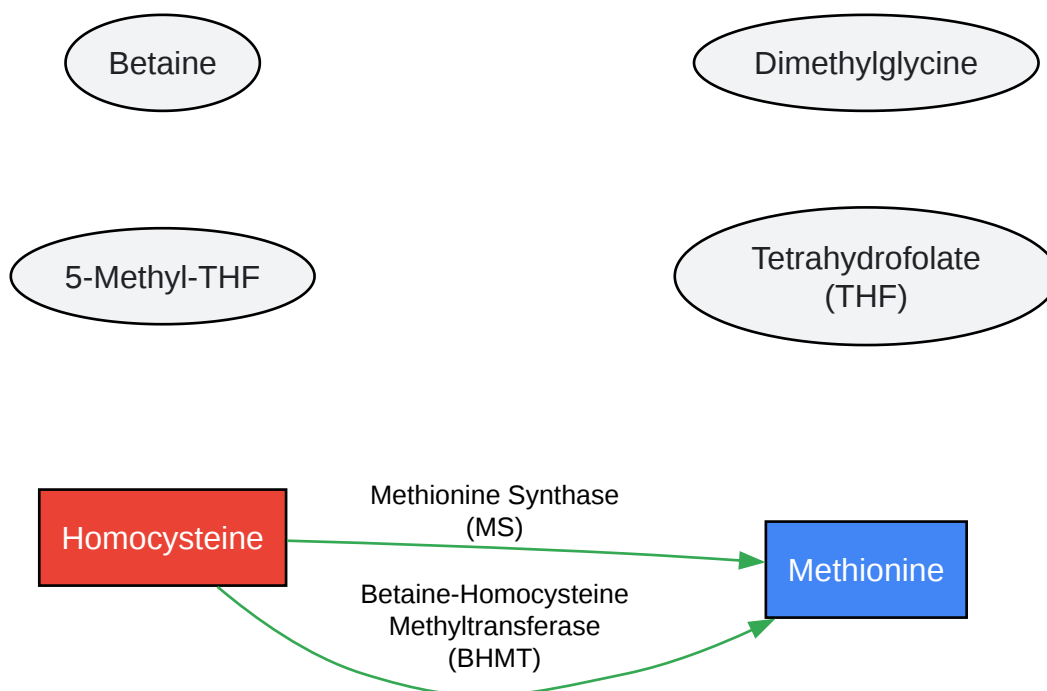 Betaine
Dimethylglycine
5-Methyl-THF
Tetrahydrofolate
(THF)
Homocysteine
Methionine Synthase
(MS)
Methionine
Betaine-Homocysteine
Methyltransferase
(BHMT)